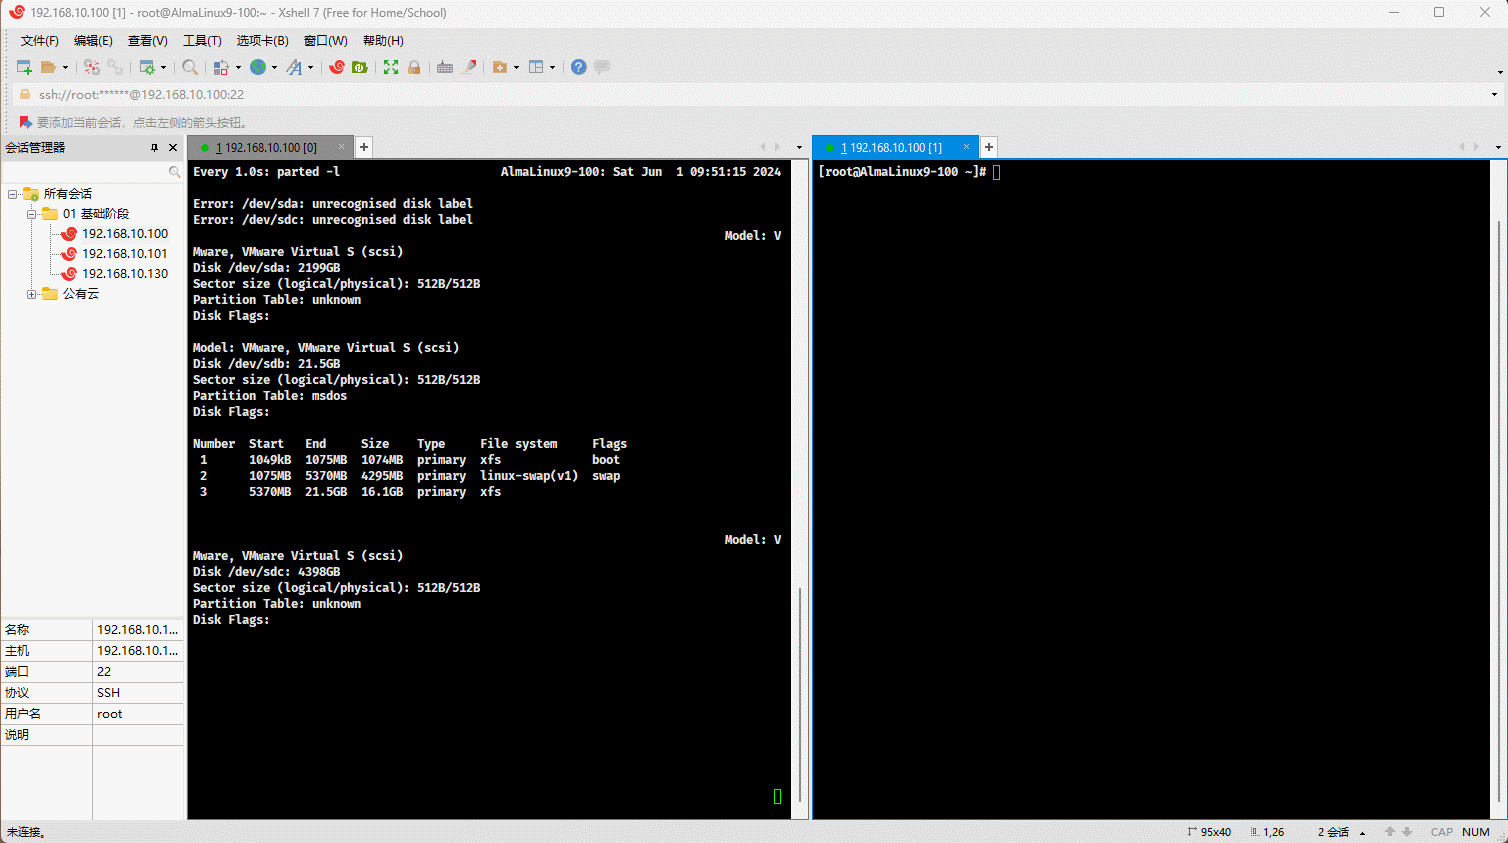 192.168.10.100 [1] - root@AlmaLinux9-100:~ - Xshell 7 (Free for Home/School)
文件(F) 编辑(E) 查看(V) 工具(T) 选项卡(B) 窗口(W) 帮助(H)
ssh://root:******@192.168.10.100:22
要添加当前会话，点击左侧的箭头按钮。
会话管理器
所有会话
01 基础阶段
192.168.10.100
192.168.10.101
192.168.10.130
公有云
名称 192.168.10.1...
主机 192.168.10.1...
端口 22
协议 SSH
用户名 root
说明
1 192.168.10.100 [0]
Every 1.0s: parted -l AlmaLinux9-100: Sat Jun 1 09:51:15 2024
Error: /dev/sda: unrecognised disk label
Error: /dev/sdc: unrecognised disk label
Model: V
Mware, VMware Virtual S (scsi)
Disk /dev/sda: 2199GB
Sector size (logical/physical): 512B/512B
Partition Table: unknown
Disk Flags:
Model: VMware, VMware Virtual S (scsi)
Disk /dev/sdb: 21.5GB
Sector size (logical/physical): 512B/512B
Partition Table: msdos
Disk Flags:
Number Start End Size Type File system Flags
1 1049kB 1075MB 1074MB primary xfs boot
2 1075MB 5370MB 4295MB primary linux-swap(v1) swap
3 5370MB 21.5GB 16.1GB primary xfs
Model: V
Mware, VMware Virtual S (scsi)
Disk /dev/sdc: 4398GB
Sector size (logical/physical): 512B/512B
Partition Table: unknown
Disk Flags:
1 192.168.10.100 [1]
[root@AlmaLinux9-100 ~]#
未连接。 95x40 1,26 2 会话 CAP NUM